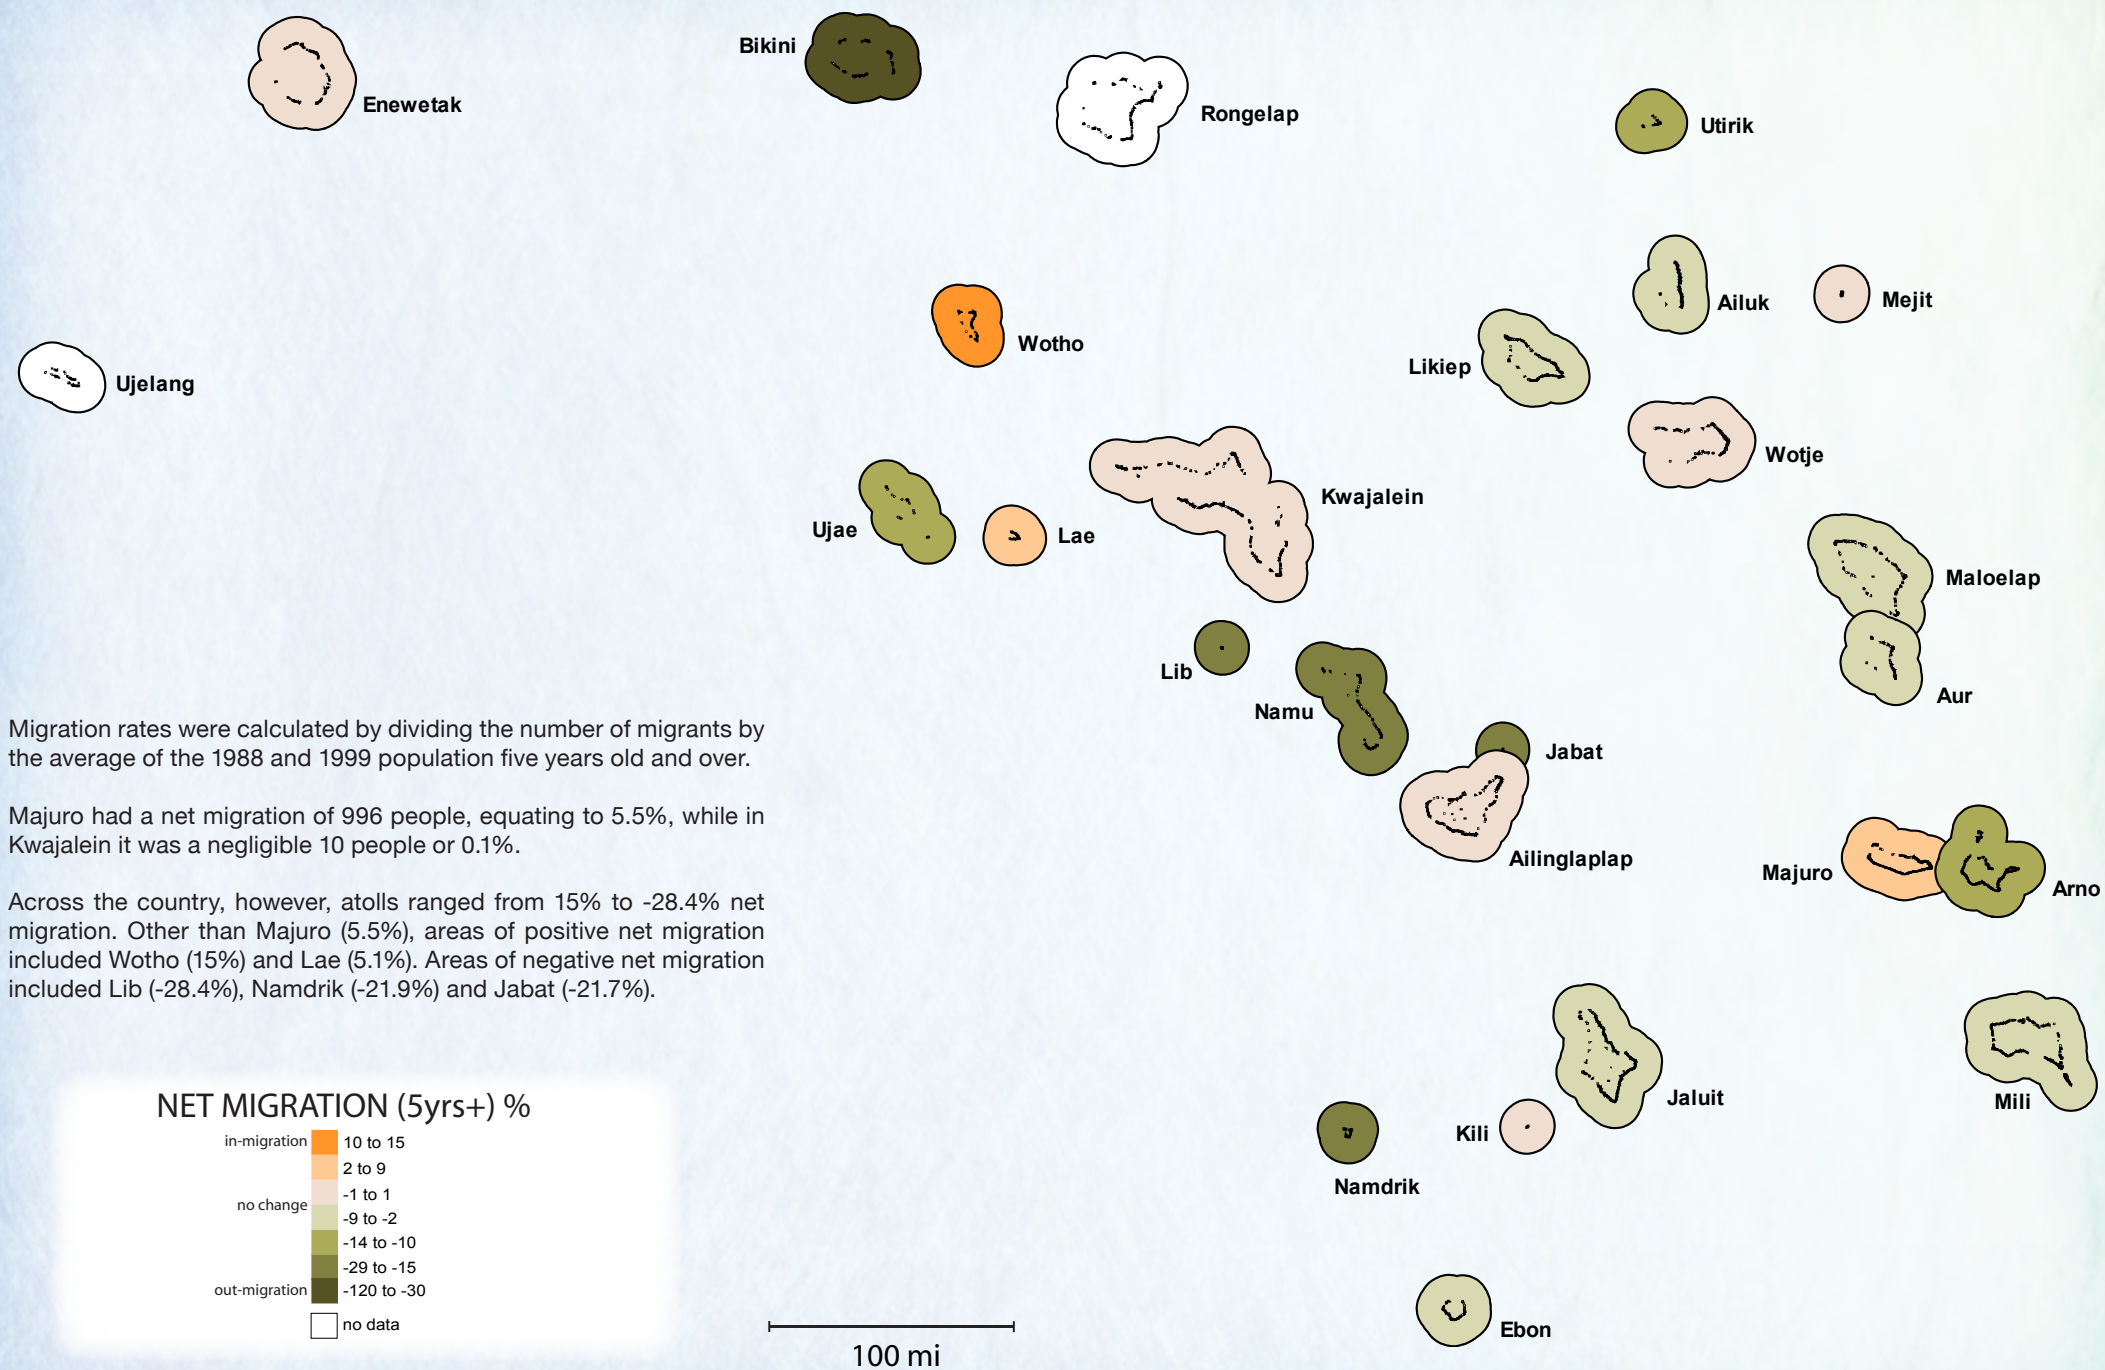 Bikini
Enewetak
Rongelap
Utirik
Ailuk
Mejit
Wotho
Likiep
Ujelang
Wotje
Kwajalein
Ujae
Lae
Maloelap
Lib
Aur
Namu
Jabat
Ailinglaplap
Majuro
Arno
Jaluit
Mili
Kili
Namdrik
Ebon
Migration rates were calculated by dividing the number of migrants by
the average of the 1988 and 1999 population five years old and over.
Majuro had a net migration of 996 people, equating to 5.5%, while in
Kwajalein it was a negligible 10 people or 0.1%.
Across the country, however, atolls ranged from 15% to -28.4% net
migration. Other than Majuro (5.5%), areas of positive net migration
included Wotho (15%) and Lae (5.1%). Areas of negative net migration
included Lib (-28.4%), Namdrik (-21.9%) and Jabat (-21.7%).
NET MIGRATION (5yrs+) %
in-migration 10 to 15
2 to 9
-1 to 1
no change
-9 to -2
-14 to -10
-29 to -15
out-migration -120 to -30
no data
100 mi